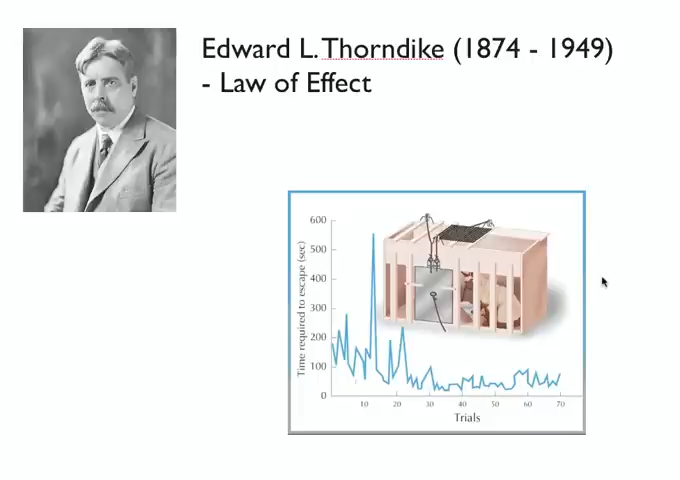 Edward L. Thorndike (1874 - 1949)
- Law of Effect
Time required to escape (sec)
600
500
400
300
200
100
0
10 20 30 40 50 60 70
Trials